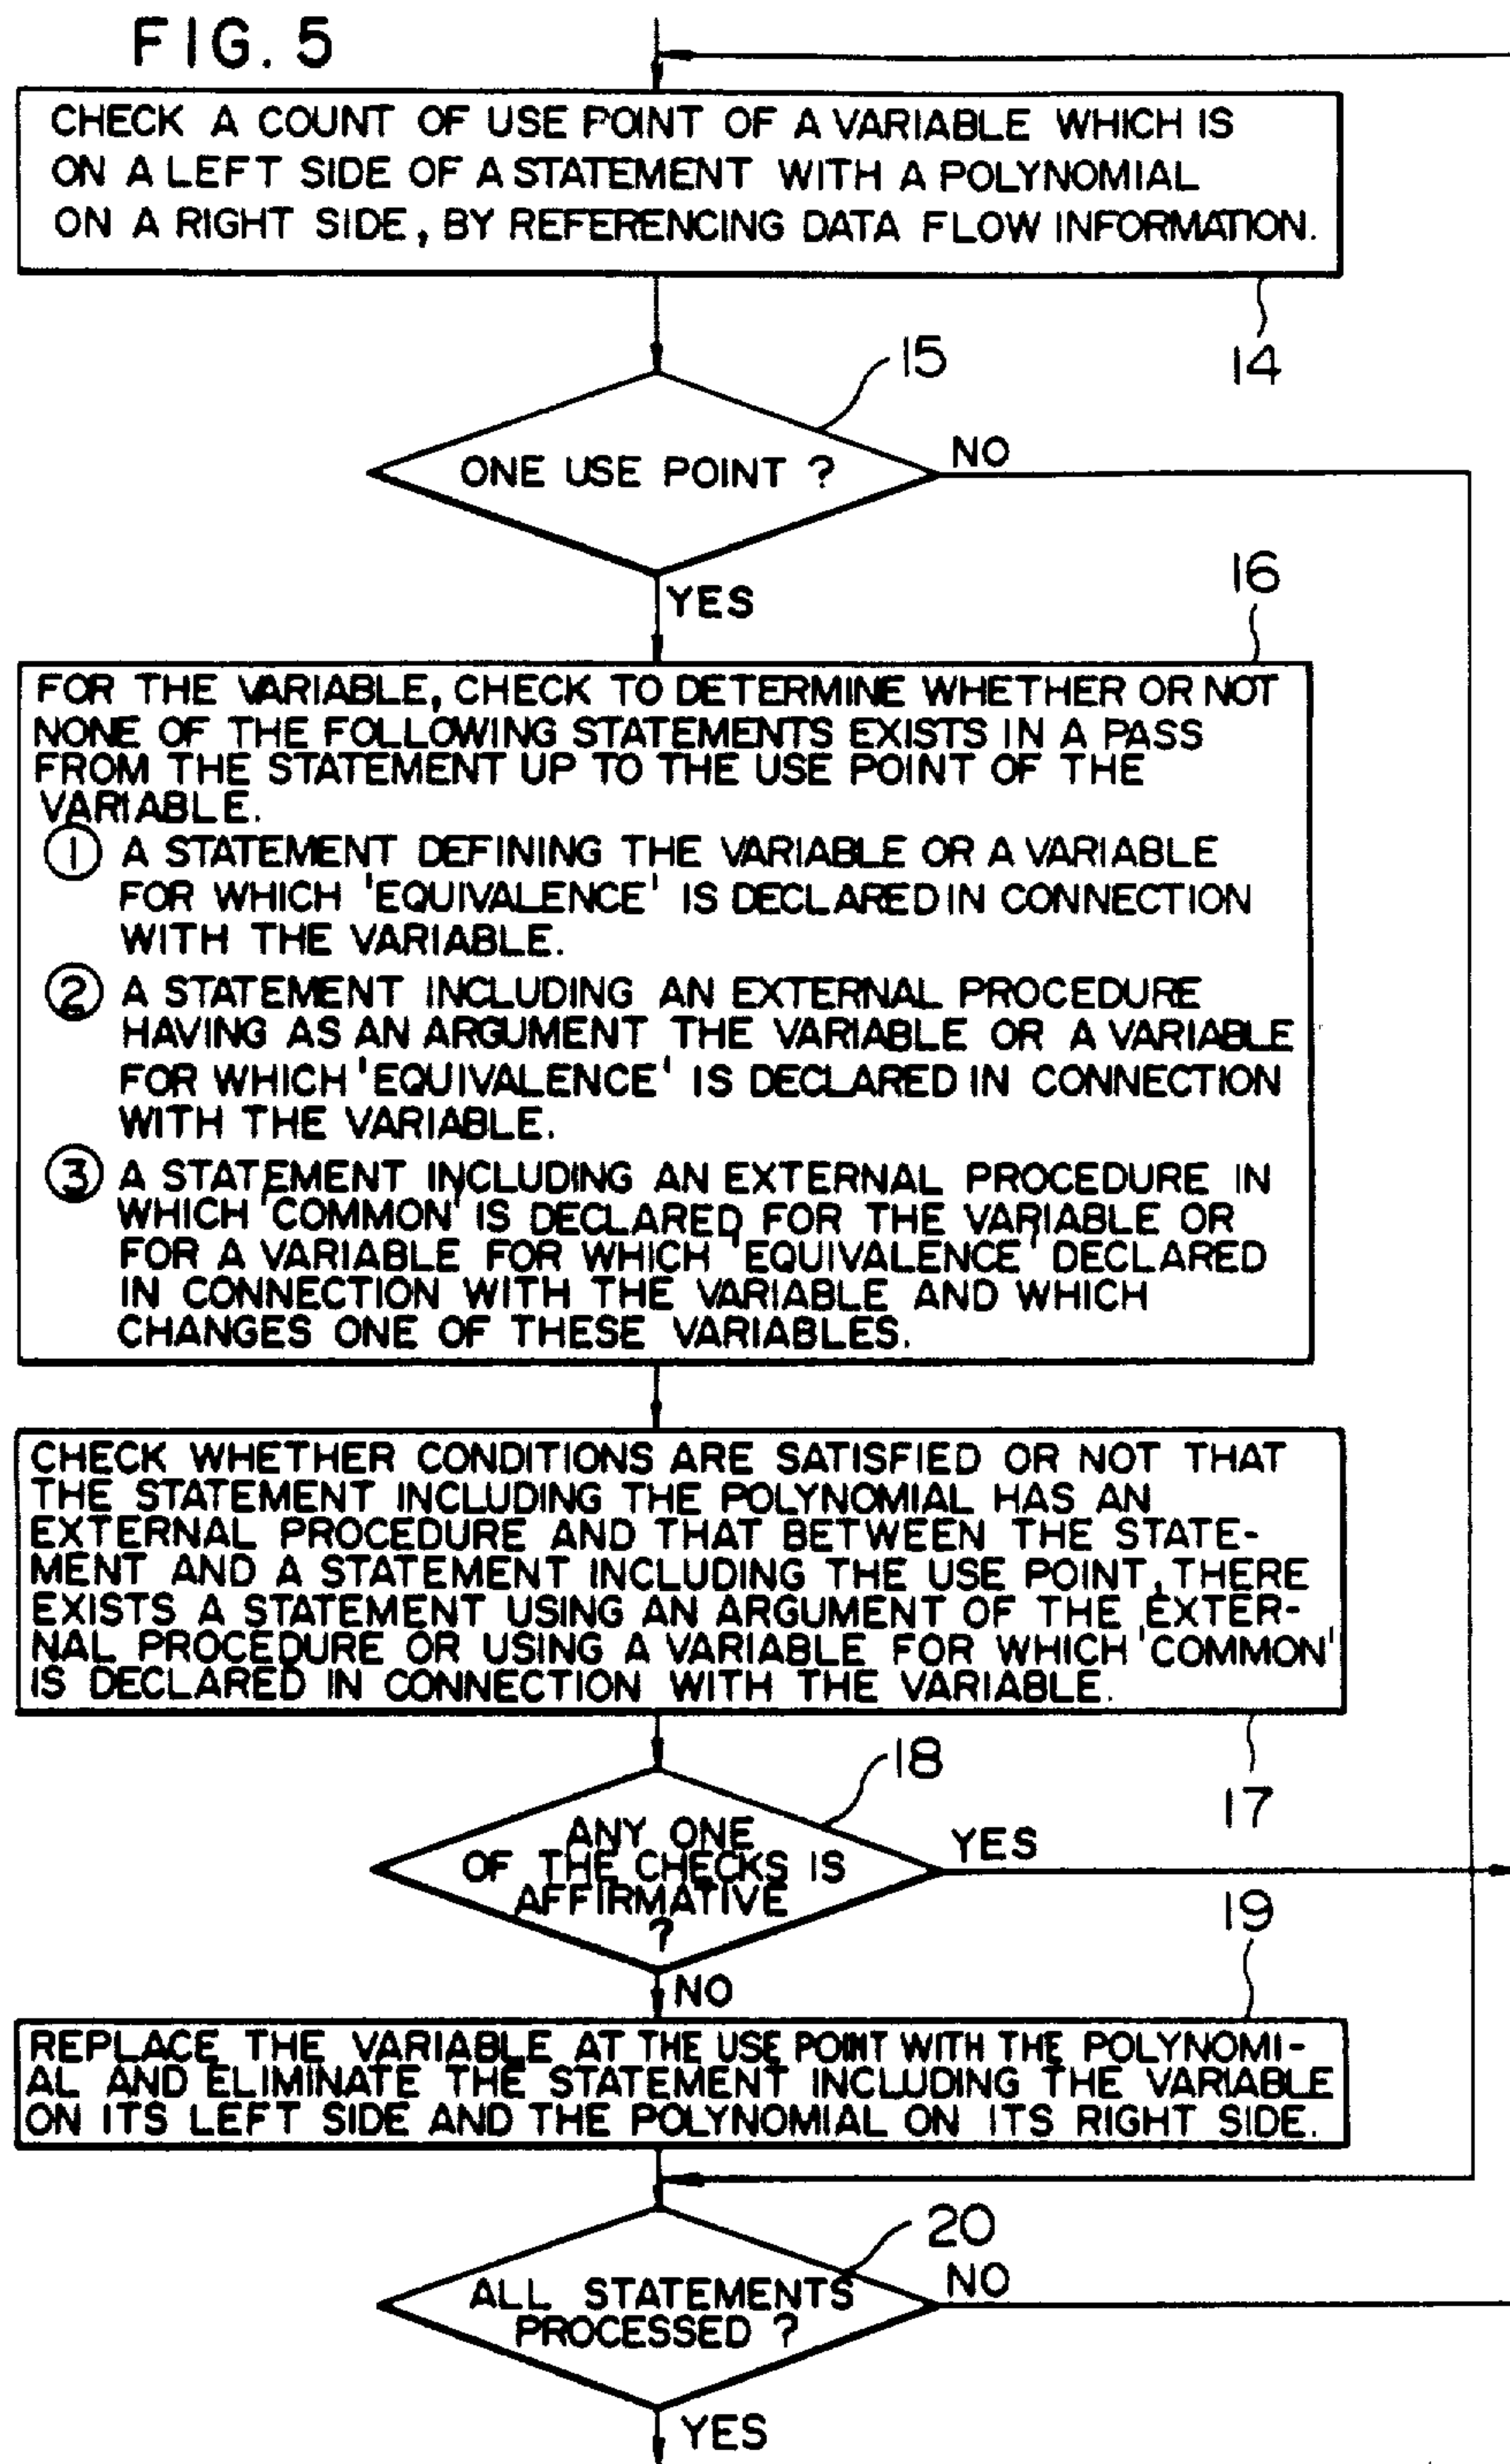 FIG. 5
CHECK A COUNT OF USE POINT OF A VARIABLE WHICH IS
ON A LEFT SIDE OF A STATEMENT WITH A POLYNOMIAL
ON A RIGHT SIDE, BY REFERENCING DATA FLOW INFORMATION.
14
15
ONE USE POINT ?
NO
YES
16
FOR THE VARIABLE, CHECK TO DETERMINE WHETHER OR NOT
NONE OF THE FOLLOWING STATEMENTS EXISTS IN A PASS
FROM THE STATEMENT UP TO THE USE POINT OF THE
VARIABLE.
① A STATEMENT DEFINING THE VARIABLE OR A VARIABLE
FOR WHICH 'EQUIVALENCE' IS DECLARED IN CONNECTION
WITH THE VARIABLE.
② A STATEMENT INCLUDING AN EXTERNAL PROCEDURE
HAVING AS AN ARGUMENT THE VARIABLE OR A VARIABLE
FOR WHICH 'EQUIVALENCE' IS DECLARED IN CONNECTION
WITH THE VARIABLE.
③ A STATEMENT INCLUDING AN EXTERNAL PROCEDURE IN
WHICH 'COMMON' IS DECLARED FOR THE VARIABLE OR
FOR A VARIABLE FOR WHICH 'EQUIVALENCE' DECLARED
IN CONNECTION WITH THE VARIABLE AND WHICH
CHANGES ONE OF THESE VARIABLES.
CHECK WHETHER CONDITIONS ARE SATISFIED OR NOT THAT
THE STATEMENT INCLUDING THE POLYNOMIAL HAS AN
EXTERNAL PROCEDURE AND THAT BETWEEN THE STATE-
MENT AND A STATEMENT INCLUDING THE USE POINT, THERE
EXISTS A STATEMENT USING AN ARGUMENT OF THE EXTER-
NAL PROCEDURE OR USING A VARIABLE FOR WHICH 'COMMON'
IS DECLARED IN CONNECTION WITH THE VARIABLE.
17
18
ANY ONE
OF THE CHECKS IS
AFFIRMATIVE
?
YES
NO
19
REPLACE THE VARIABLE AT THE USE POINT WITH THE POLYNOMI-
AL AND ELIMINATE THE STATEMENT INCLUDING THE VARIABLE
ON ITS LEFT SIDE AND THE POLYNOMIAL ON ITS RIGHT SIDE.
20
ALL STATEMENTS
PROCESSED ?
NO
YES